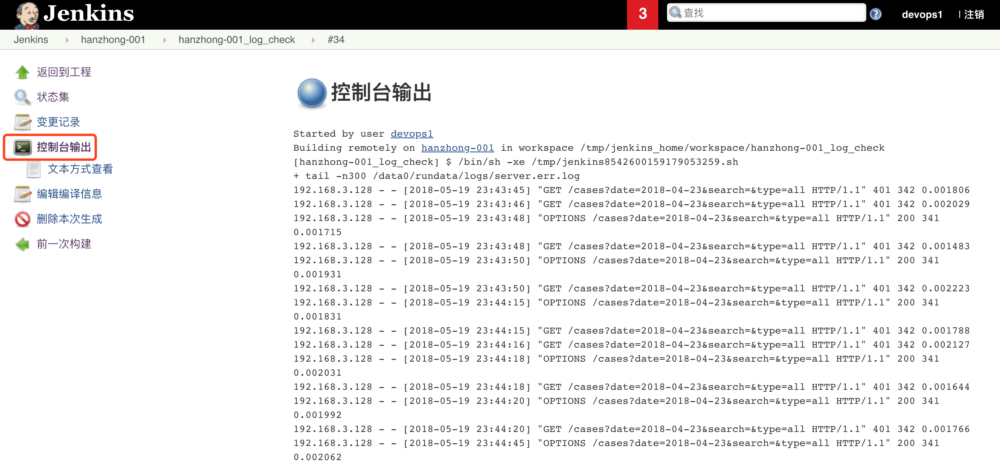 Jenkins
3
查找
devops1
| 注销
Jenkins
hanzhong-001
hanzhong-001_log_check
#34
返回到工程
状态集
变更记录
控制台输出
文本方式查看
编辑编译信息
删除本次生成
前一次构建
控制台输出
Started by user devops1
Building remotely on hanzhong-001 in workspace /tmp/jenkins_home/workspace/hanzhong-001_log_check
[hanzhong-001_log_check] $ /bin/sh -xe /tmp/jenkins8542600159179053259.sh
+ tail -n300 /data0/rundata/logs/server.err.log
192.168.3.128 - - [2018-05-19 23:43:45] "GET /cases?date=2018-04-23&search=&type=all HTTP/1.1" 401 342 0.001806
192.168.3.128 - - [2018-05-19 23:43:46] "GET /cases?date=2018-04-23&search=&type=all HTTP/1.1" 401 342 0.002029
192.168.3.128 - - [2018-05-19 23:43:48] "OPTIONS /cases?date=2018-04-23&search=&type=all HTTP/1.1" 200 341
0.001715
192.168.3.128 - - [2018-05-19 23:43:48] "GET /cases?date=2018-04-23&search=&type=all HTTP/1.1" 401 342 0.001483
192.168.3.128 - - [2018-05-19 23:43:50] "OPTIONS /cases?date=2018-04-23&search=&type=all HTTP/1.1" 200 341
0.001931
192.168.3.128 - - [2018-05-19 23:43:50] "GET /cases?date=2018-04-23&search=&type=all HTTP/1.1" 401 342 0.002223
192.168.3.128 - - [2018-05-19 23:44:15] "OPTIONS /cases?date=2018-04-23&search=&type=all HTTP/1.1" 200 341
0.001831
192.168.3.128 - - [2018-05-19 23:44:15] "GET /cases?date=2018-04-23&search=&type=all HTTP/1.1" 401 342 0.001788
192.168.3.128 - - [2018-05-19 23:44:16] "GET /cases?date=2018-04-23&search=&type=all HTTP/1.1" 401 342 0.002127
192.168.3.128 - - [2018-05-19 23:44:18] "OPTIONS /cases?date=2018-04-23&search=&type=all HTTP/1.1" 200 341
0.002031
192.168.3.128 - - [2018-05-19 23:44:18] "GET /cases?date=2018-04-23&search=&type=all HTTP/1.1" 401 342 0.001644
192.168.3.128 - - [2018-05-19 23:44:20] "OPTIONS /cases?date=2018-04-23&search=&type=all HTTP/1.1" 200 341
0.001992
192.168.3.128 - - [2018-05-19 23:44:20] "GET /cases?date=2018-04-23&search=&type=all HTTP/1.1" 401 342 0.001766
192.168.3.128 - - [2018-05-19 23:44:45] "OPTIONS /cases?date=2018-04-23&search=&type=all HTTP/1.1" 200 341
0.002062